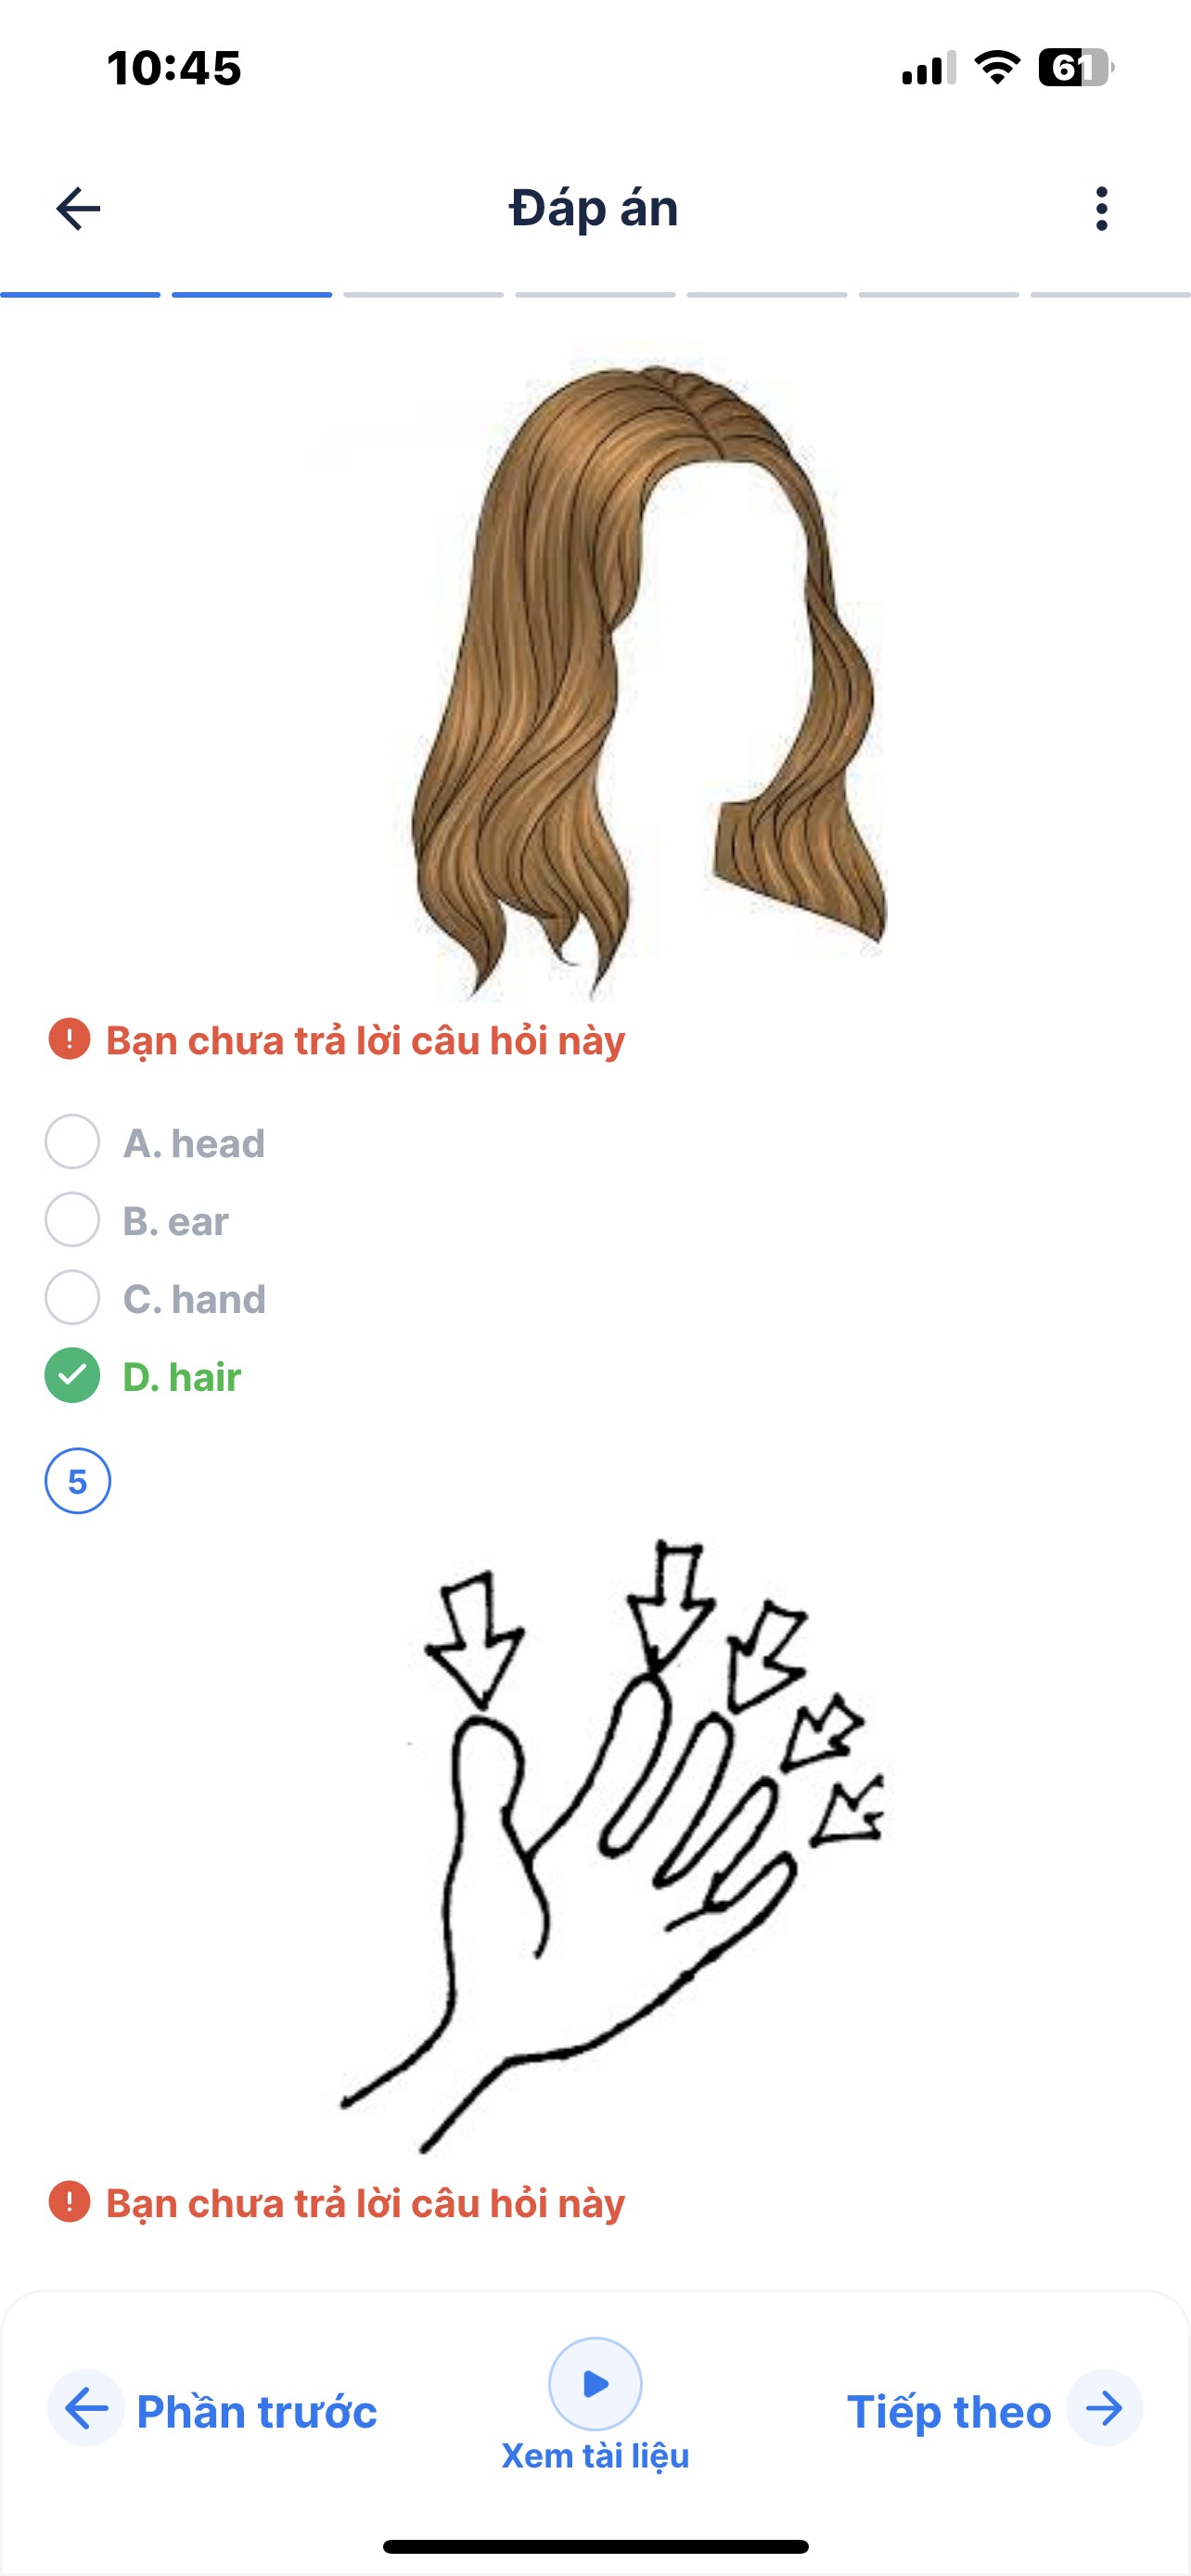 10:45
61
Đáp án
Bạn chưa trả lời câu hỏi này
A. head
B. ear
C. hand
D. hair
5
Bạn chưa trả lời câu hỏi này
Phần trước
Xem tài liệu
Tiếp theo